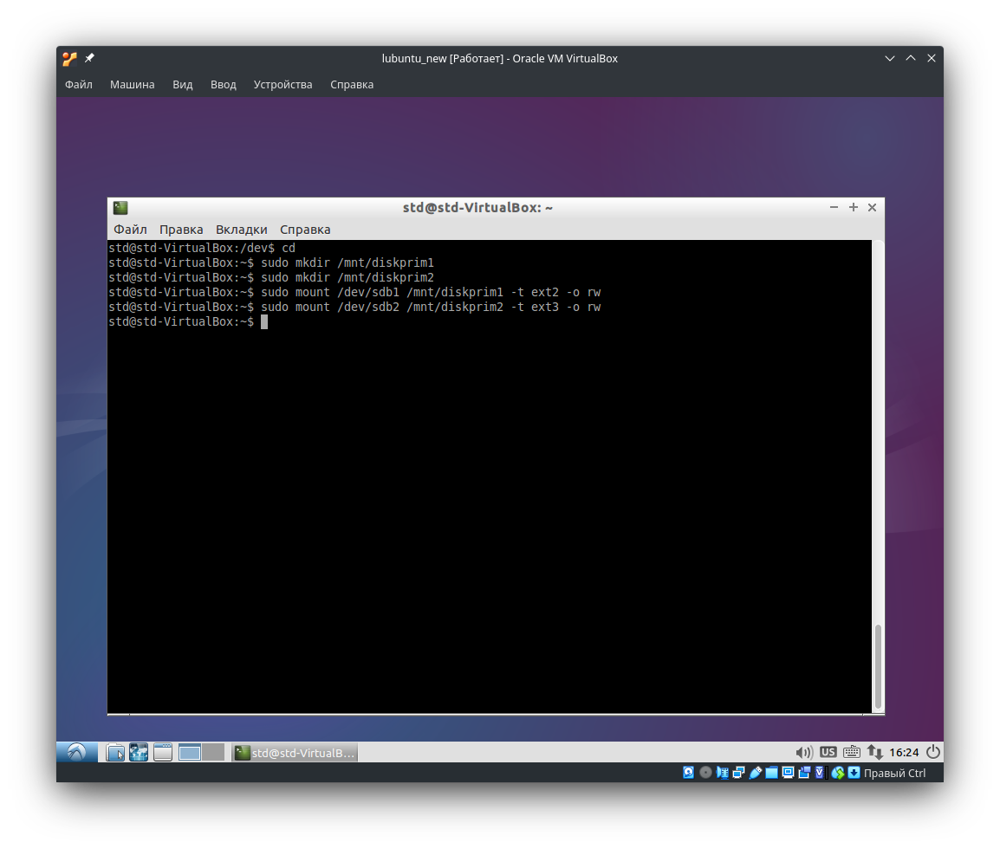 lubuntu_new [Работает] - Oracle VM VirtualBox
Файл Машина Вид Ввод Устройства Справка
std@std-VirtualBox: ~
Файл Правка Вкладки Справка
std@std-VirtualBox:/dev$ cd
std@std-VirtualBox:~$ sudo mkdir /mnt/diskprim1
std@std-VirtualBox:~$ sudo mkdir /mnt/diskprim2
std@std-VirtualBox:~$ sudo mount /dev/sdb1 /mnt/diskprim1 -t ext2 -o rw
std@std-VirtualBox:~$ sudo mount /dev/sdb2 /mnt/diskprim2 -t ext3 -o rw
std@std-VirtualBox:~$
std@std-VirtualB... US 16:24
Правый Ctrl